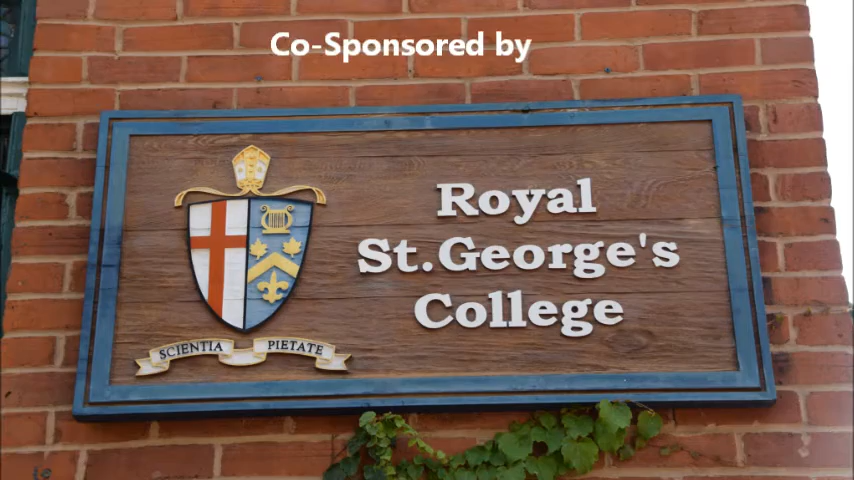 Co-Sponsored by
Royal
St. George's
College
SCIENTIA PIETATE